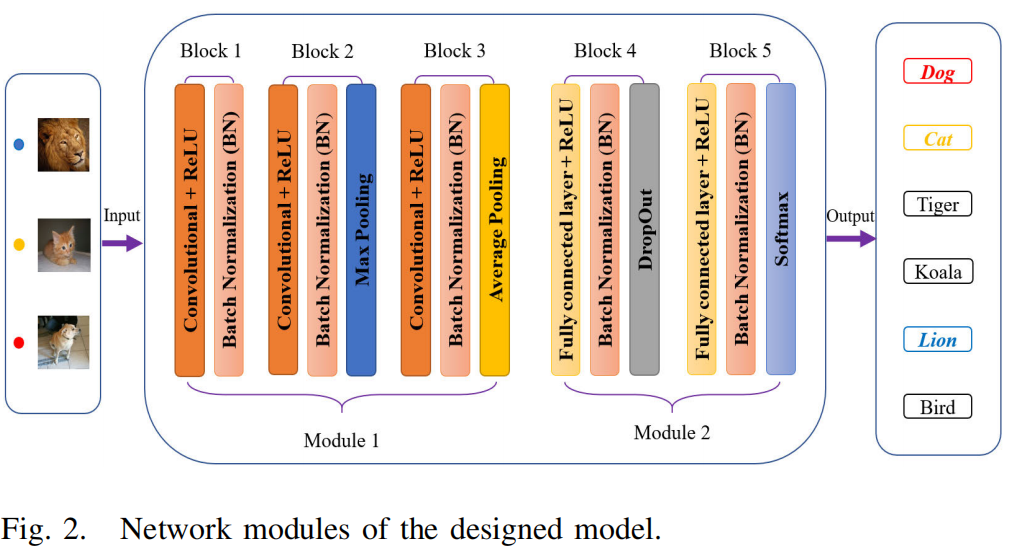 Block 1
Block 2
Block 3
Block 4
Block 5
Input
Convolutional + ReLU
Batch Normalization (BN)
Convolutional + ReLU
Batch Normalization (BN)
Max Pooling
Convolutional + ReLU
Batch Normalization (BN)
Average Pooling
Fully connected layer + ReLU
Batch Normalization (BN)
DropOut
Fully connected layer + ReLU
Batch Normalization (BN)
Softmax
Module 1
Module 2
Output
Dog
Cat
Tiger
Koala
Lion
Bird
Fig. 2. Network modules of the designed model.